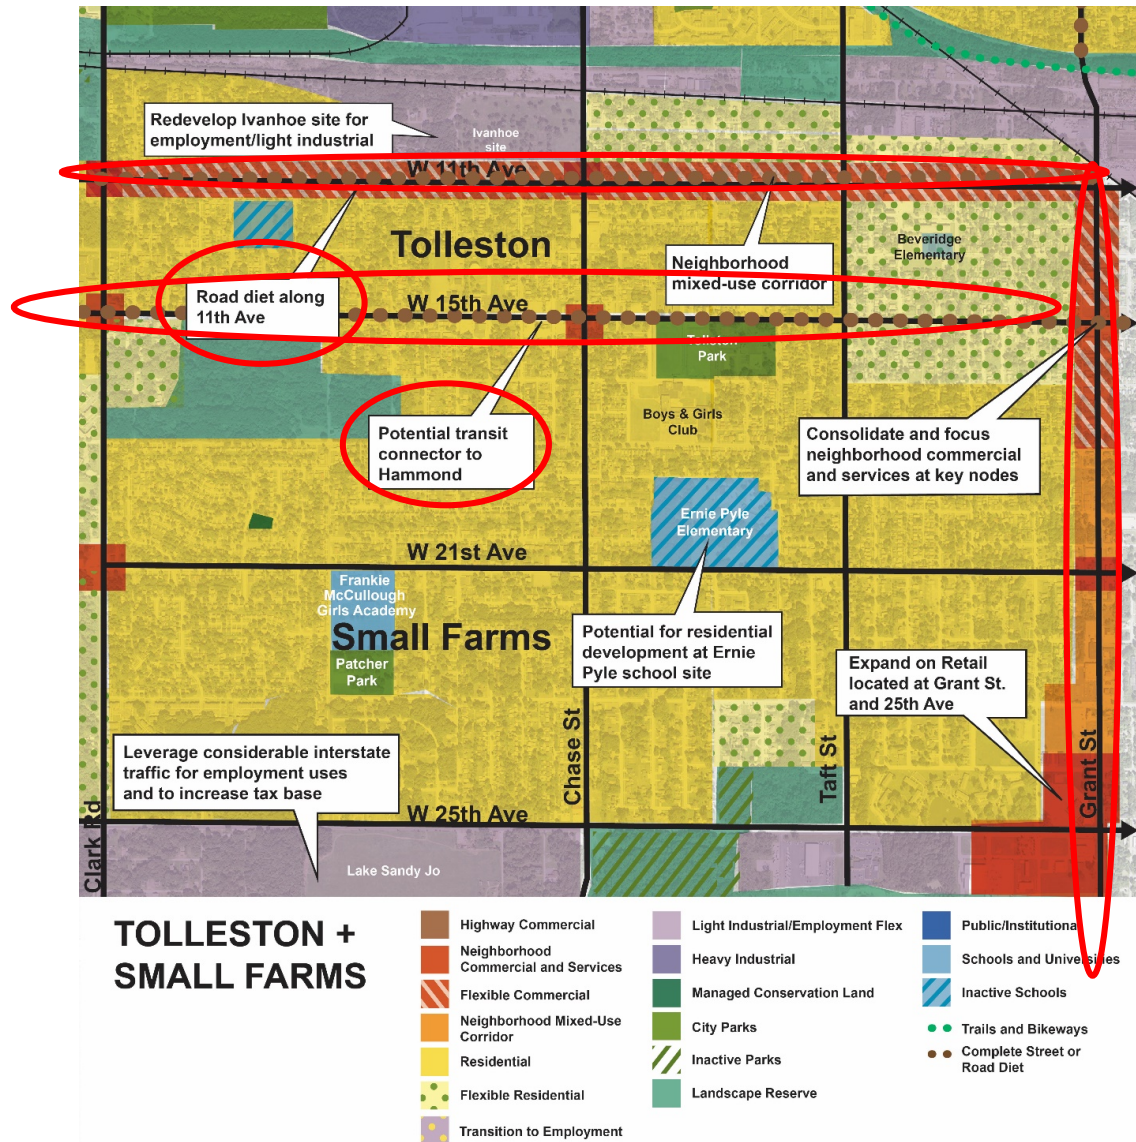 Redevelop Ivanhoe site for
employment/light industrial
Ivanhoe
site
W 11th Ave
Tolleston
Beveridge
Elementary
Neighborhood
mixed-use corridor
Road diet along
11th Ave
W 15th Ave
Tolleston
Park
Boys & Girls
Club
Potential transit
connector to
Hammond
Consolidate and focus
neighborhood commercial
and services at key nodes
Ernie Pyle
Elementary
W 21st Ave
Frankie
McCullough
Girls Academy
Small Farms
Patcher
Park
Potential for residential
development at Ernie
Pyle school site
Expand on Retail
located at Grant St.
and 25th Ave
Leverage considerable interstate
traffic for employment uses
and to increase tax base
Clark Rd
Chase St
Taft St
Grant St
W 25th Ave
Lake Sandy Jo
TOLLESTON +
SMALL FARMS
Highway Commercial
Neighborhood
Commercial and Services
Flexible Commercial
Neighborhood Mixed-Use
Corridor
Residential
Flexible Residential
Transition to Employment
Light Industrial/Employment Flex
Heavy Industrial
Managed Conservation Land
City Parks
Inactive Parks
Landscape Reserve
Public/Institutional
Schools and Universities
Inactive Schools
Trails and Bikeways
Complete Street or
Road Diet